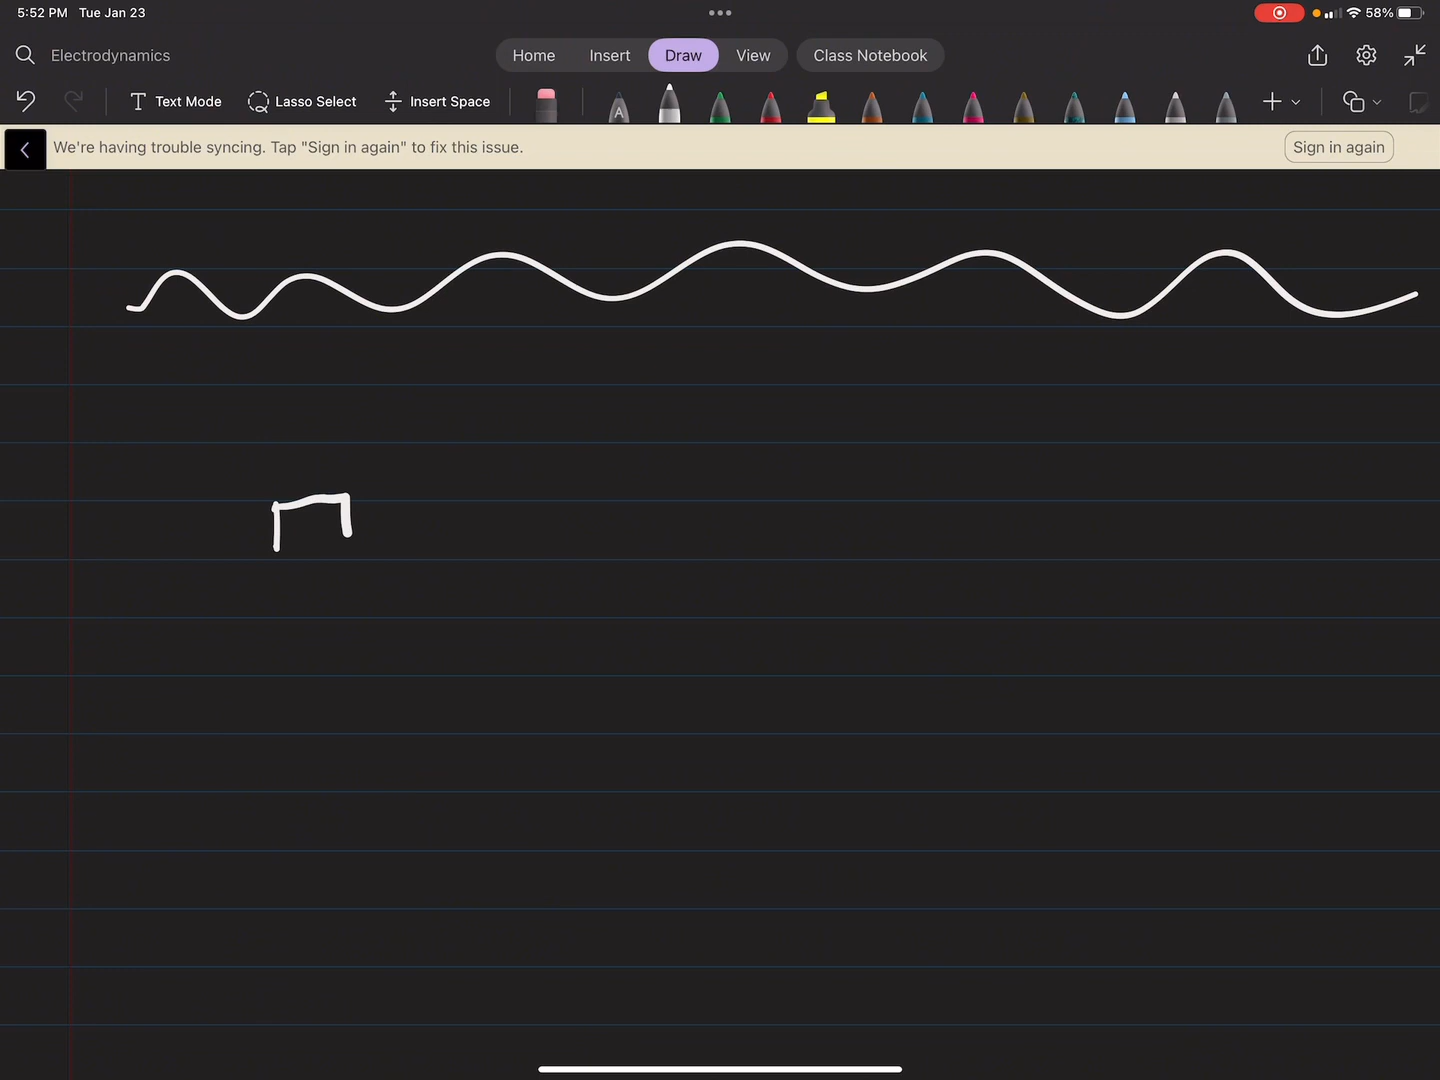 5:52 PM Tue Jan 23
58%
Electrodynamics
Home Insert Draw View Class Notebook
Text Mode Lasso Select Insert Space
A
We're having trouble syncing. Tap "Sign in again" to fix this issue.
Sign in again